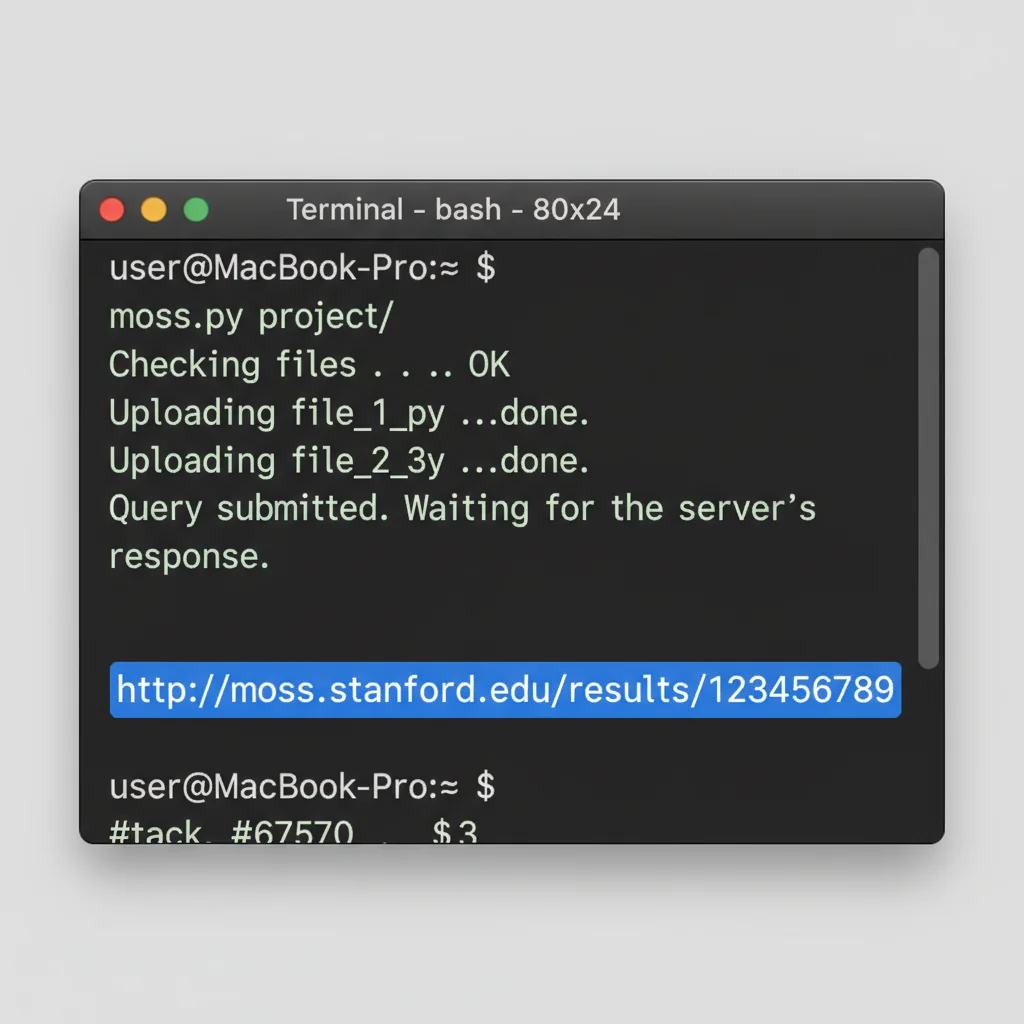 Terminal - bash - 80x24
user@MacBook-Pro:≈ $
moss.py project/
Checking files . . .. OK
Uploading file_1_py ...done.
Uploading file_2_3y ...done.
Query submitted. Waiting for the server’s
response.
http://moss.stanford.edu/results/123456789
user@MacBook-Pro:≈ $
#tack. #67570 . $3